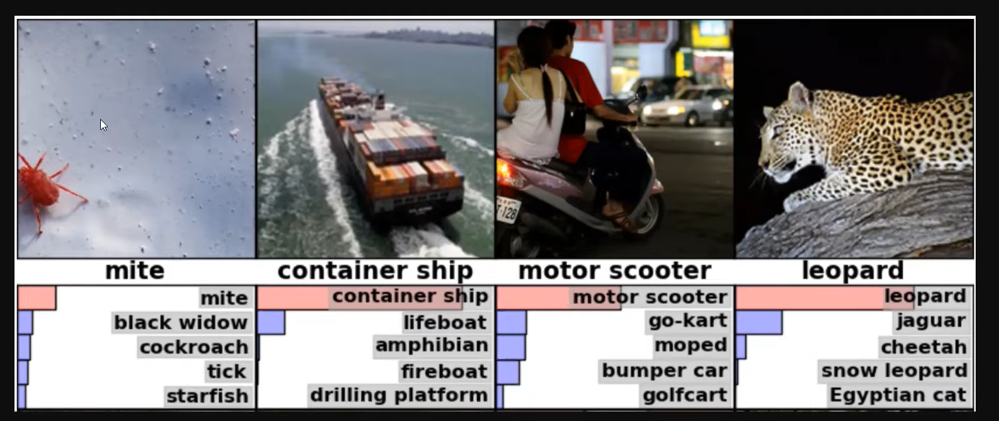 mite
container ship
motor scooter
leopard
mite
black widow
cockroach
tick
starfish
container ship
lifeboat
amphibian
fireboat
drilling platform
motor scooter
go-kart
moped
bumper car
golfcart
leopard
jaguar
cheetah
snow leopard
Egyptian cat
-128